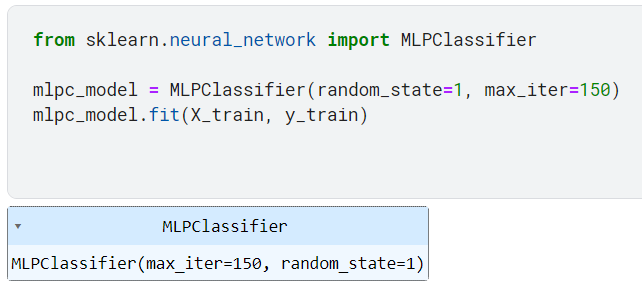 from sklearn.neural_network import MLPClassifier
mlpc_model = MLPClassifier(random_state=1, max_iter=150)
mlpc_model.fit(X_train, y_train)
MLPClassifier
MLPClassifier(max_iter=150, random_state=1)